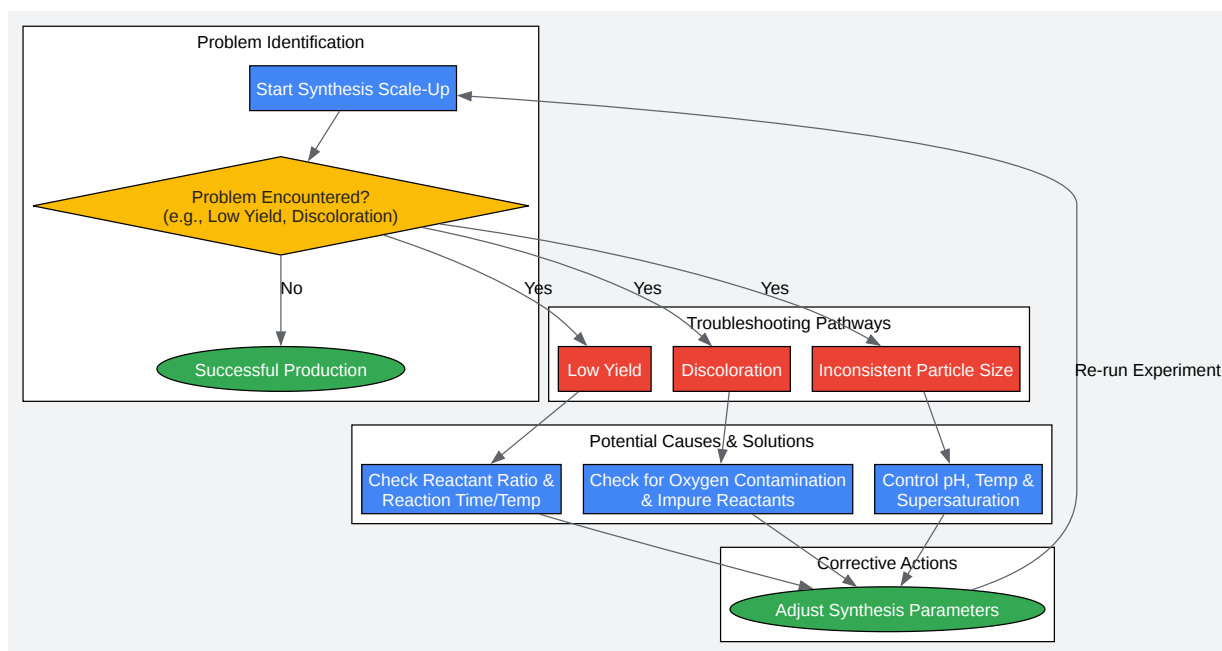 Problem Identification
Start Synthesis Scale-Up
Problem Encountered?
(e.g., Low Yield, Discoloration)
No
Yes
Yes
Yes
Successful Production
Troubleshooting Pathways
Low Yield
Discoloration
Inconsistent Particle Size
Re-run Experiment
Potential Causes & Solutions
Check Reactant Ratio &
Reaction Time/Temp
Check for Oxygen Contamination
& Impure Reactants
Control pH, Temp &
Supersaturation
Corrective Actions
Adjust Synthesis Parameters